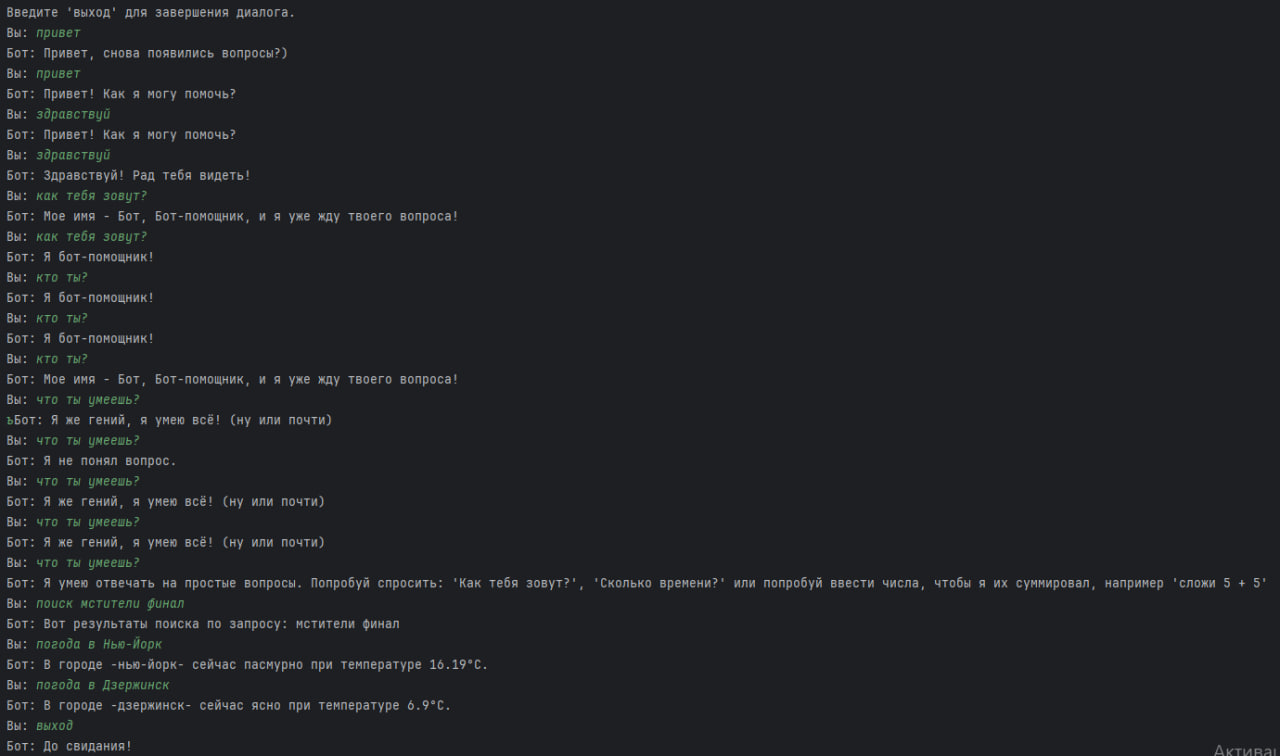 Введите 'выход' для завершения диалога.
Вы: привет
Бот: Привет, снова появились вопросы?)
Вы: привет
Бот: Привет! Как я могу помочь?
Вы: здравствуй
Бот: Привет! Как я могу помочь?
Вы: здравствуй
Бот: Здравствуй! Рад тебя видеть!
Вы: как тебя зовут?
Бот: Мое имя - Бот, Бот-помощник, и я уже жду твоего вопроса!
Вы: как тебя зовут?
Бот: Я бот-помощник!
Вы: кто ты?
Бот: Я бот-помощник!
Вы: кто ты?
Бот: Я бот-помощник!
Вы: кто ты?
Бот: Мое имя - Бот, Бот-помощник, и я уже жду твоего вопроса!
Вы: что ты умеешь?
ъБот: Я же гений, я умею всё! (ну или почти)
Вы: что ты умеешь?
Бот: Я не понял вопрос.
Вы: что ты умеешь?
Бот: Я же гений, я умею всё! (ну или почти)
Вы: что ты умеешь?
Бот: Я же гений, я умею всё! (ну или почти)
Вы: что ты умеешь?
Бот: Я умею отвечать на простые вопросы. Попробуй спросить: 'Как тебя зовут?', 'Сколько времени?' или попробуй ввести числа, чтобы я их суммировал, например 'сложи 5 + 5'
Вы: поиск мстители финал
Бот: Вот результаты поиска по запросу: мстители финал
Вы: погода в Нью-Йорк
Бот: В городе -нью-йорк- сейчас пасмурно при температуре 16.19°C.
Вы: погода в Дзержинск
Бот: В городе -дзержинск- сейчас ясно при температуре 6.9°C.
Вы: выход
Бот: До свидания!